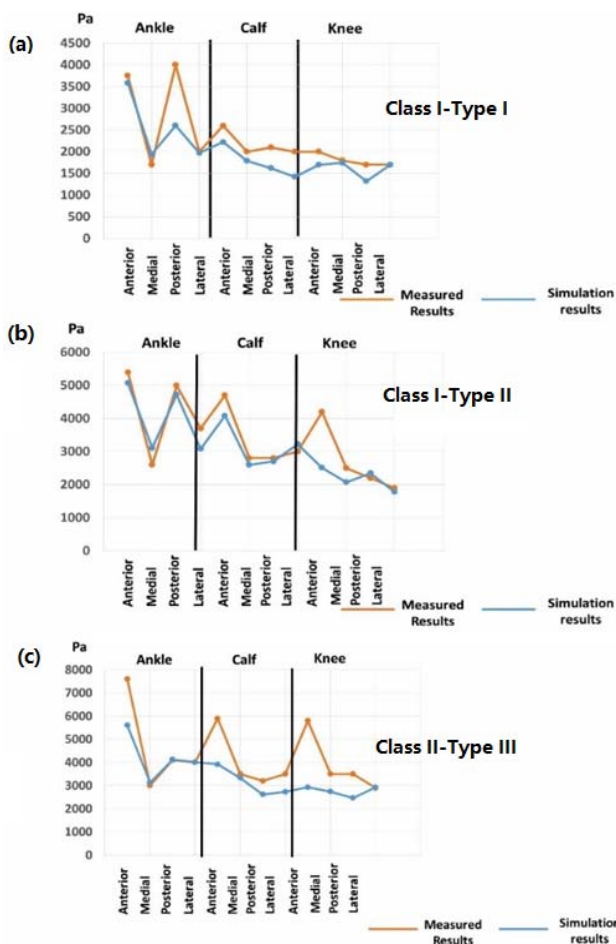 Pa
(a)
Ankle Calf Knee
4500
4000
3500
3000
2500
2000
1500
1000
500
0
Class I-Type I
Anterior Medial Posterior Lateral Anterior Medial Posterior Lateral Anterior Medial Posterior Lateral
Measured Results
Simulation results
(b)
Pa
Ankle Calf Knee
6000
5000
4000
3000
2000
1000
0
Class I-Type II
Anterior Medial Posterior Lateral Anterior Medial Posterior Lateral Anterior Medial Posterior Lateral
Measured Results
Simulation results
(c)
Pa
Ankle Calf Knee
8000
7000
6000
5000
4000
3000
2000
1000
0
Class II-Type III
Anterior Medial Posterior Lateral Anterior Medial Posterior Lateral Anterior Medial Posterior Lateral
Measured Results
Simulation results